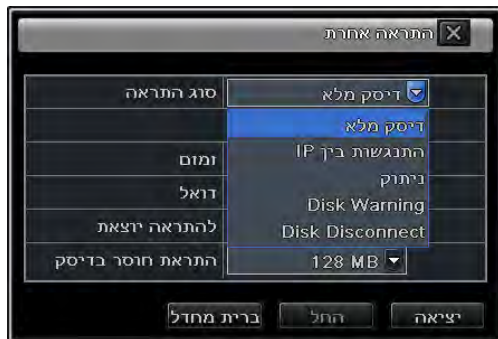 התראה אחרת
סוג התראה
דיסק מלא
דיסק מלא
התנגשות בין IP
ניתוק
Disk Warning
Disk Disconnect
זמזום
דואל
להתראה יוצאת
התראת חוסר בדיסק
128 MB
ברית מחדל
החל
יציאה